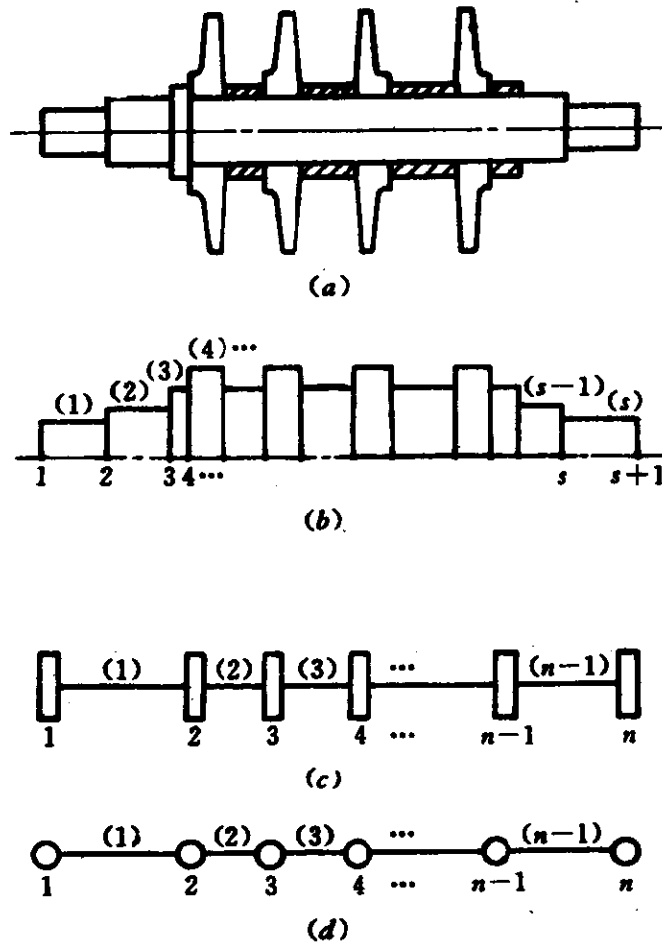 (a)
(4)…
(3)
(2)
(1)
(s−1)
(s)
1 2 3 4… s s+1
(b)
(1) (2) (3) … (n−1)
1 2 3 4 … n−1 n
(c)
(1) (2) (3) … (n−1)
1 2 3 4 … n−1 n
(d)